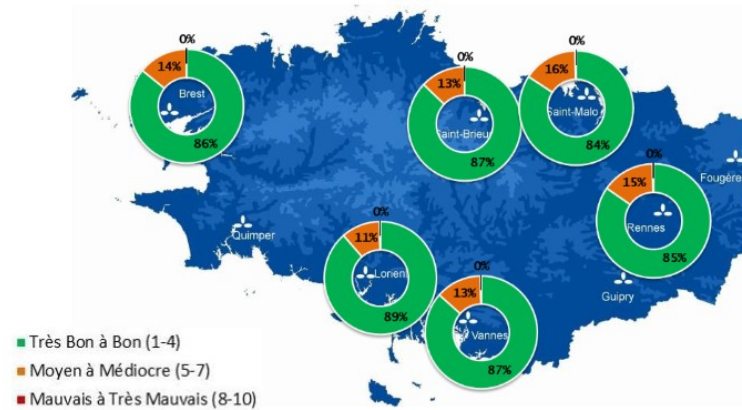 0%
14%
Brest
86%
0%
13%
Saint-Brieuc
87%
0%
16%
Saint-Malo
84%
0%
15%
Rennes
85%
Fougères
Quimper
0%
11%
Lorient
89%
0%
13%
Vannes
87%
Guipry
Très Bon à Bon (1-4)
Moyen à Médiocre (5-7)
Mauvais à Très Mauvais (8-10)